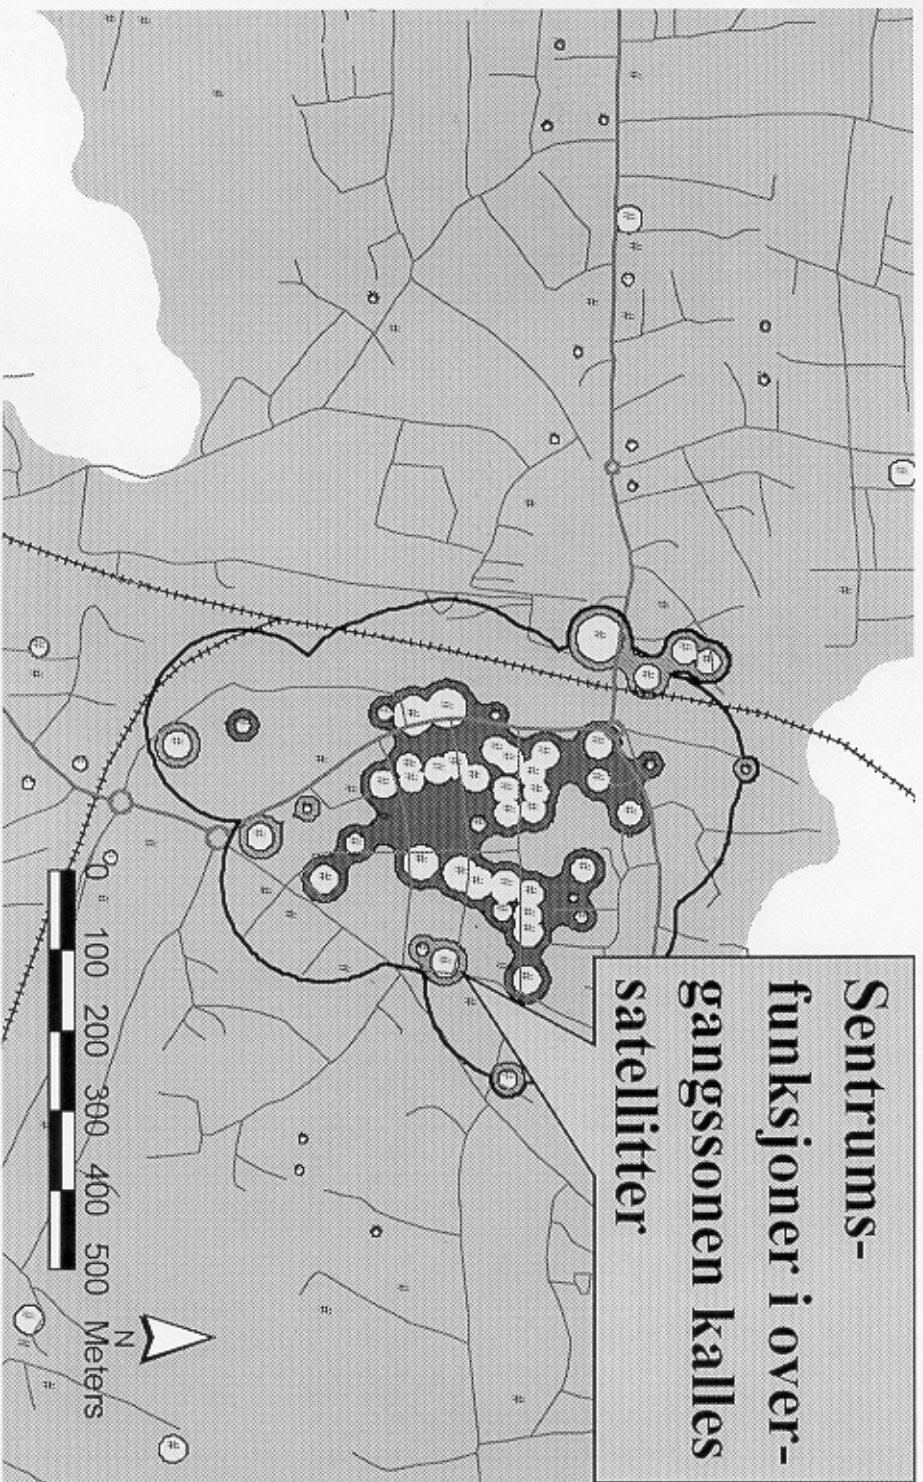 Sentrums-
funksjoner i over-
gangssonen kalles
satellitter
0 100 200 300 400 500 Meters
N